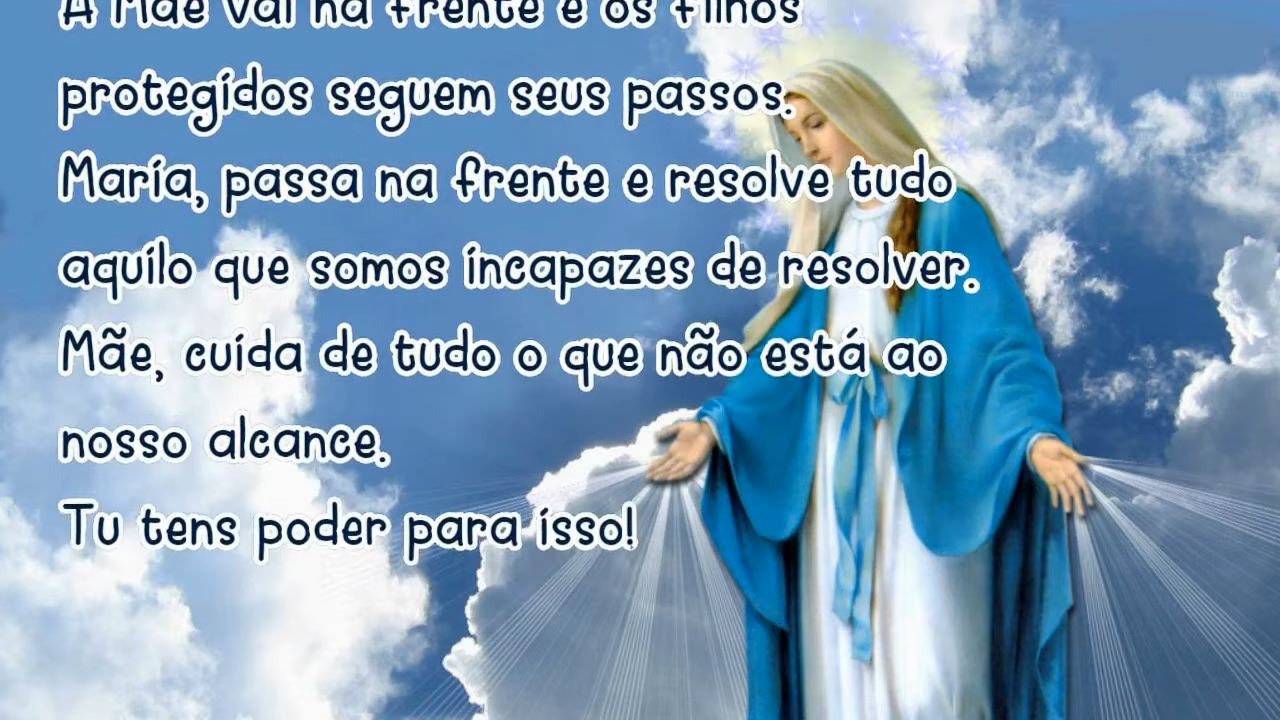 A Mãe vai na frente e os filhos
protegidos seguem seus passos.
Maria, passa na frente e resolve tudo
aquilo que somos incapazes de resolver.
Mãe, cuida de tudo o que não está ao
nosso alcance.
Tu tens poder para isso!